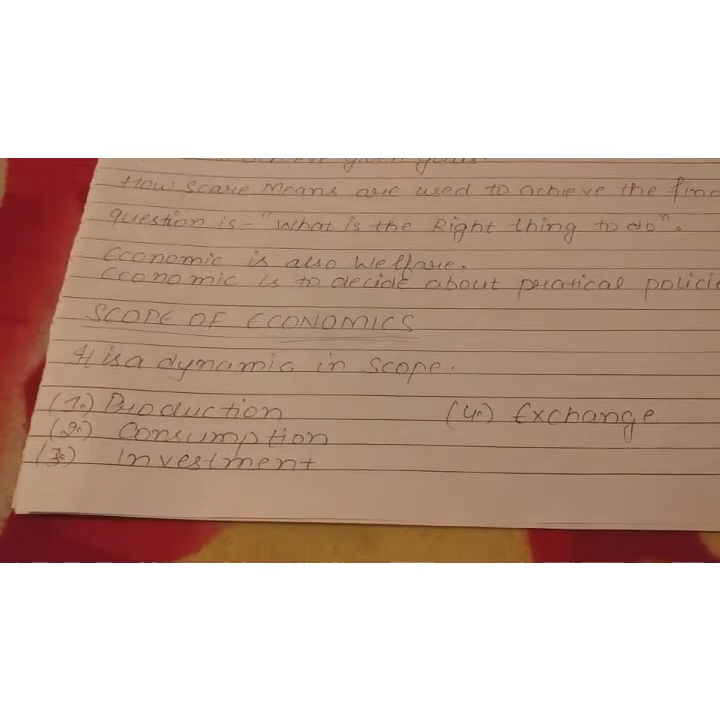 How scare means are used to achieve the
question is - "What is the Right thing to do".
Economic is also Welfare.
Economic is to decide about pratical
SCOPE OF ECONOMICS
It is a dynamic in scope.
(1.) Production
(2.) Consumption
(3.) Investment
(4.) Exchange